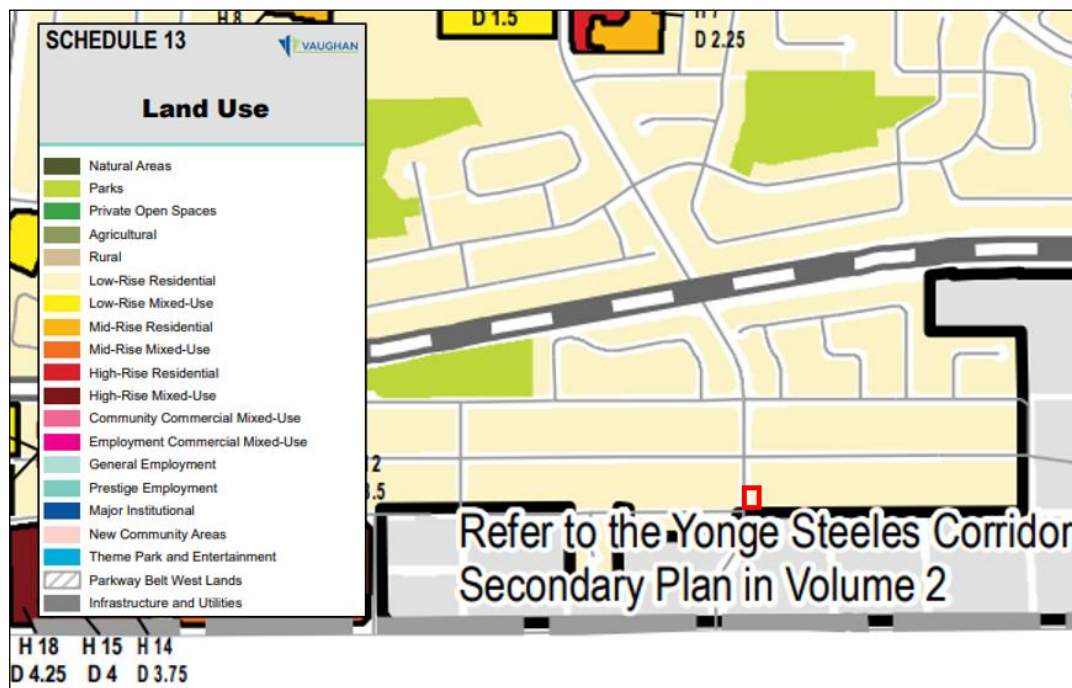 H 8
D 1.5
H 7
D 2.25
SCHEDULE 13
VAUGHAN
Land Use
Natural Areas
Parks
Private Open Spaces
Agricultural
Rural
Low-Rise Residential
Low-Rise Mixed-Use
Mid-Rise Residential
Mid-Rise Mixed-Use
High-Rise Residential
High-Rise Mixed-Use
Community Commercial Mixed-Use
Employment Commercial Mixed-Use
General Employment
Prestige Employment
Major Institutional
New Community Areas
Theme Park and Entertainment
Parkway Belt West Lands
Infrastructure and Utilities
Refer to the Yonge Steeles Corridor
Secondary Plan in Volume 2
H 18 H 15 H 14
D 4.25 D 4 D 3.75